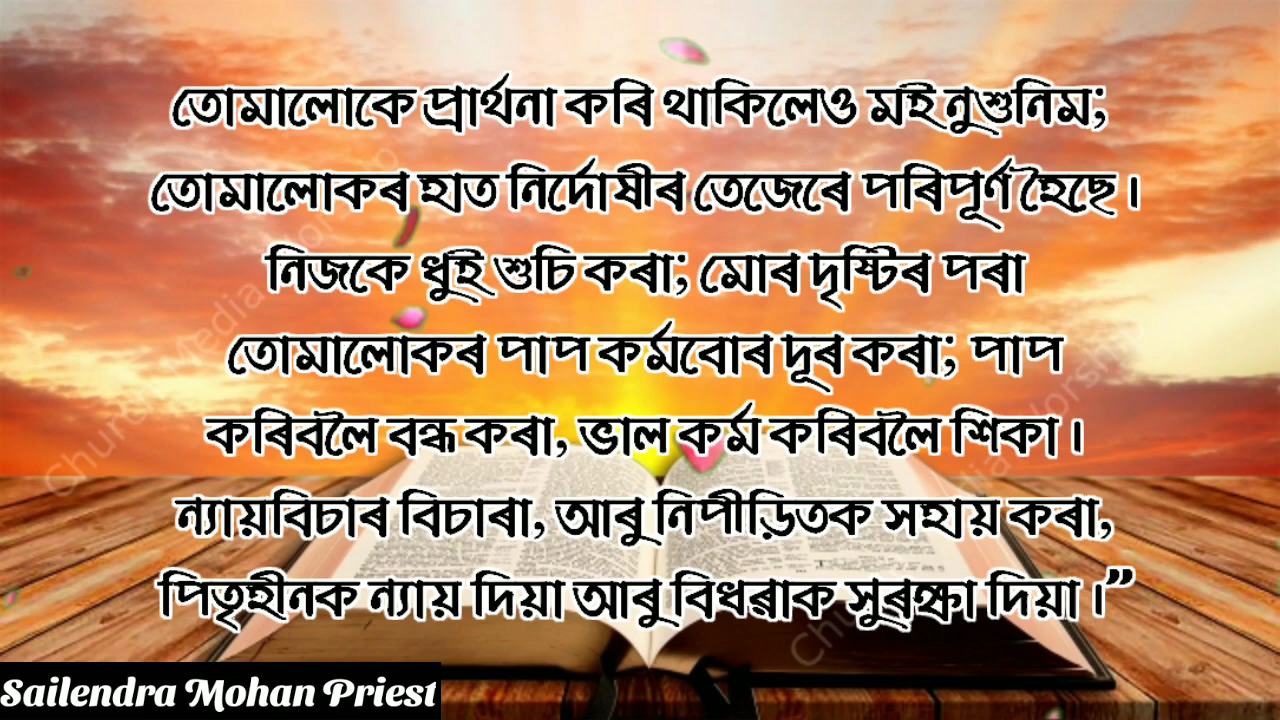 তোমালোকে প্ৰাৰ্থনা কৰি থাকিলেও মই নুশুনিম;
তোমালোকৰ হাত নিৰ্দোষীৰ তেজেৰে পৰিপূৰ্ণ হৈছে।
নিজকে ধুই শুচি কৰা; মোৰ দৃষ্টিৰ পৰা
তোমালোকৰ পাপ কৰ্মবোৰ দূৰ কৰা; পাপ
কৰিবলৈ বন্ধ কৰা, ভাল কৰ্ম কৰিবলৈ শিকা।
ন্যায়বিচাৰ বিচাৰা, আৰু নিপীড়িতক সহায় কৰা,
পিতৃহীনক ন্যায় দিয়া আৰু বিধৱাক সুৰক্ষা দিয়া।”
Sailendra Mohan Priest